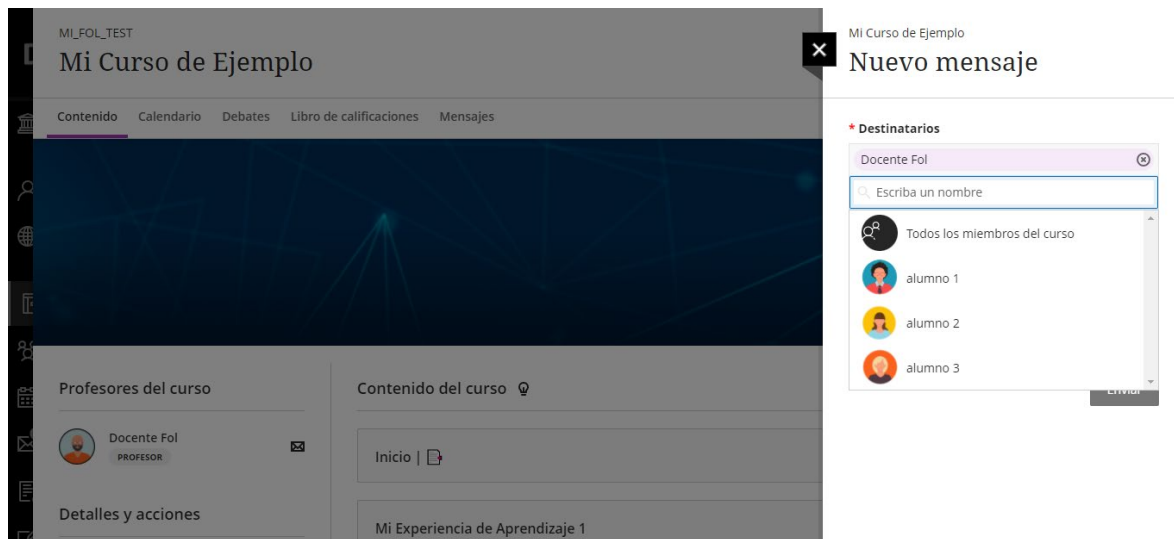 MI_FOL_TEST
Mi Curso de Ejemplo
Contenido Calendario Debates Libro de calificaciones Mensajes
Profesores del curso
Docente Fol
PROFESOR
Detalles y acciones
Contenido del curso
Inicio |
Mi Experiencia de Aprendizaje 1
Mi Curso de Ejemplo
Nuevo mensaje
* Destinatarios
Docente Fol
Escriba un nombre
Todos los miembros del curso
alumno 1
alumno 2
alumno 3
Enviar